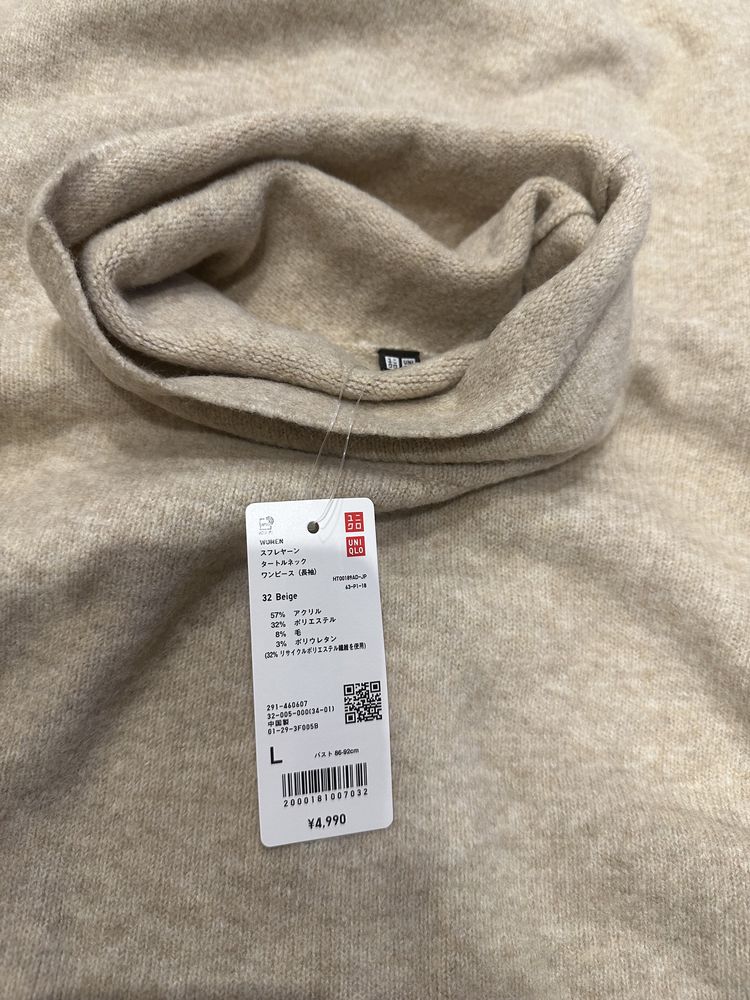 ユニ
クロ
UNI
QLO
WOMEN
スフレヤーン
タートルネック
ワンピース（長袖）
HT00189AD-JP
63-P1-18
32 Beige
57% アクリル
32% ポリエステル
8% 毛
3% ポリウレタン
(32% リサイクルポリエステル繊維を使用)
291-460607
32-005-000(34-01)
中国製
01-29-3F005B
L バスト 86-92cm
2000181007032
¥4,990